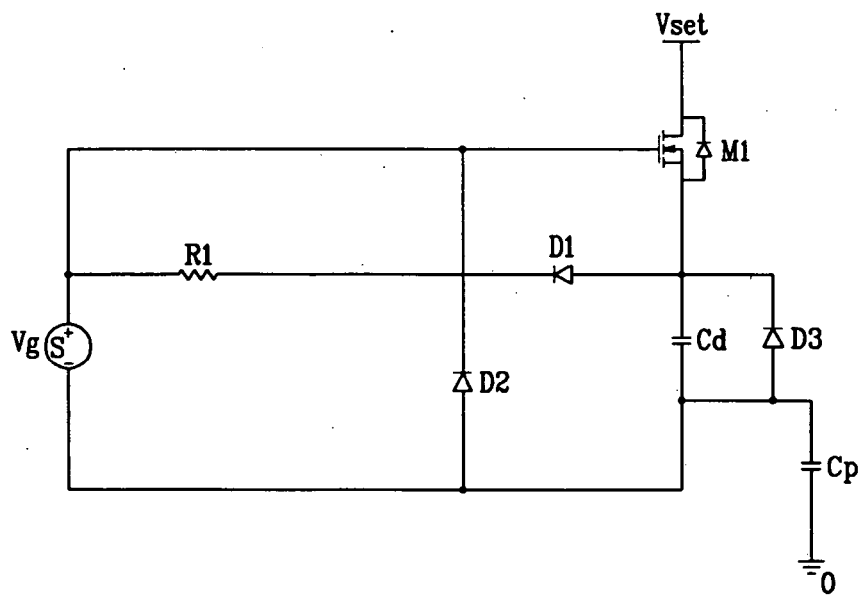 Vset
M1
R1
D1
Vg
S
+
-
D2
Cd
D3
Cp
0